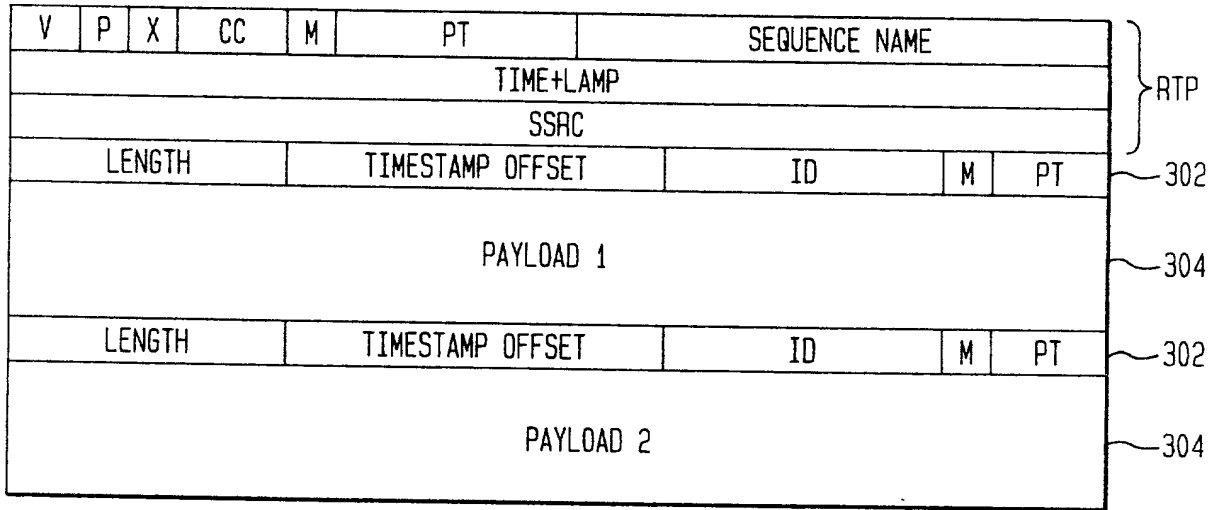 V P X CC M PT SEQUENCE NAME
TIME+LAMP
RTP
SSRC
LENGTH TIMESTAMP OFFSET ID M PT 302
PAYLOAD 1 304
LENGTH TIMESTAMP OFFSET ID M PT 302
PAYLOAD 2 304